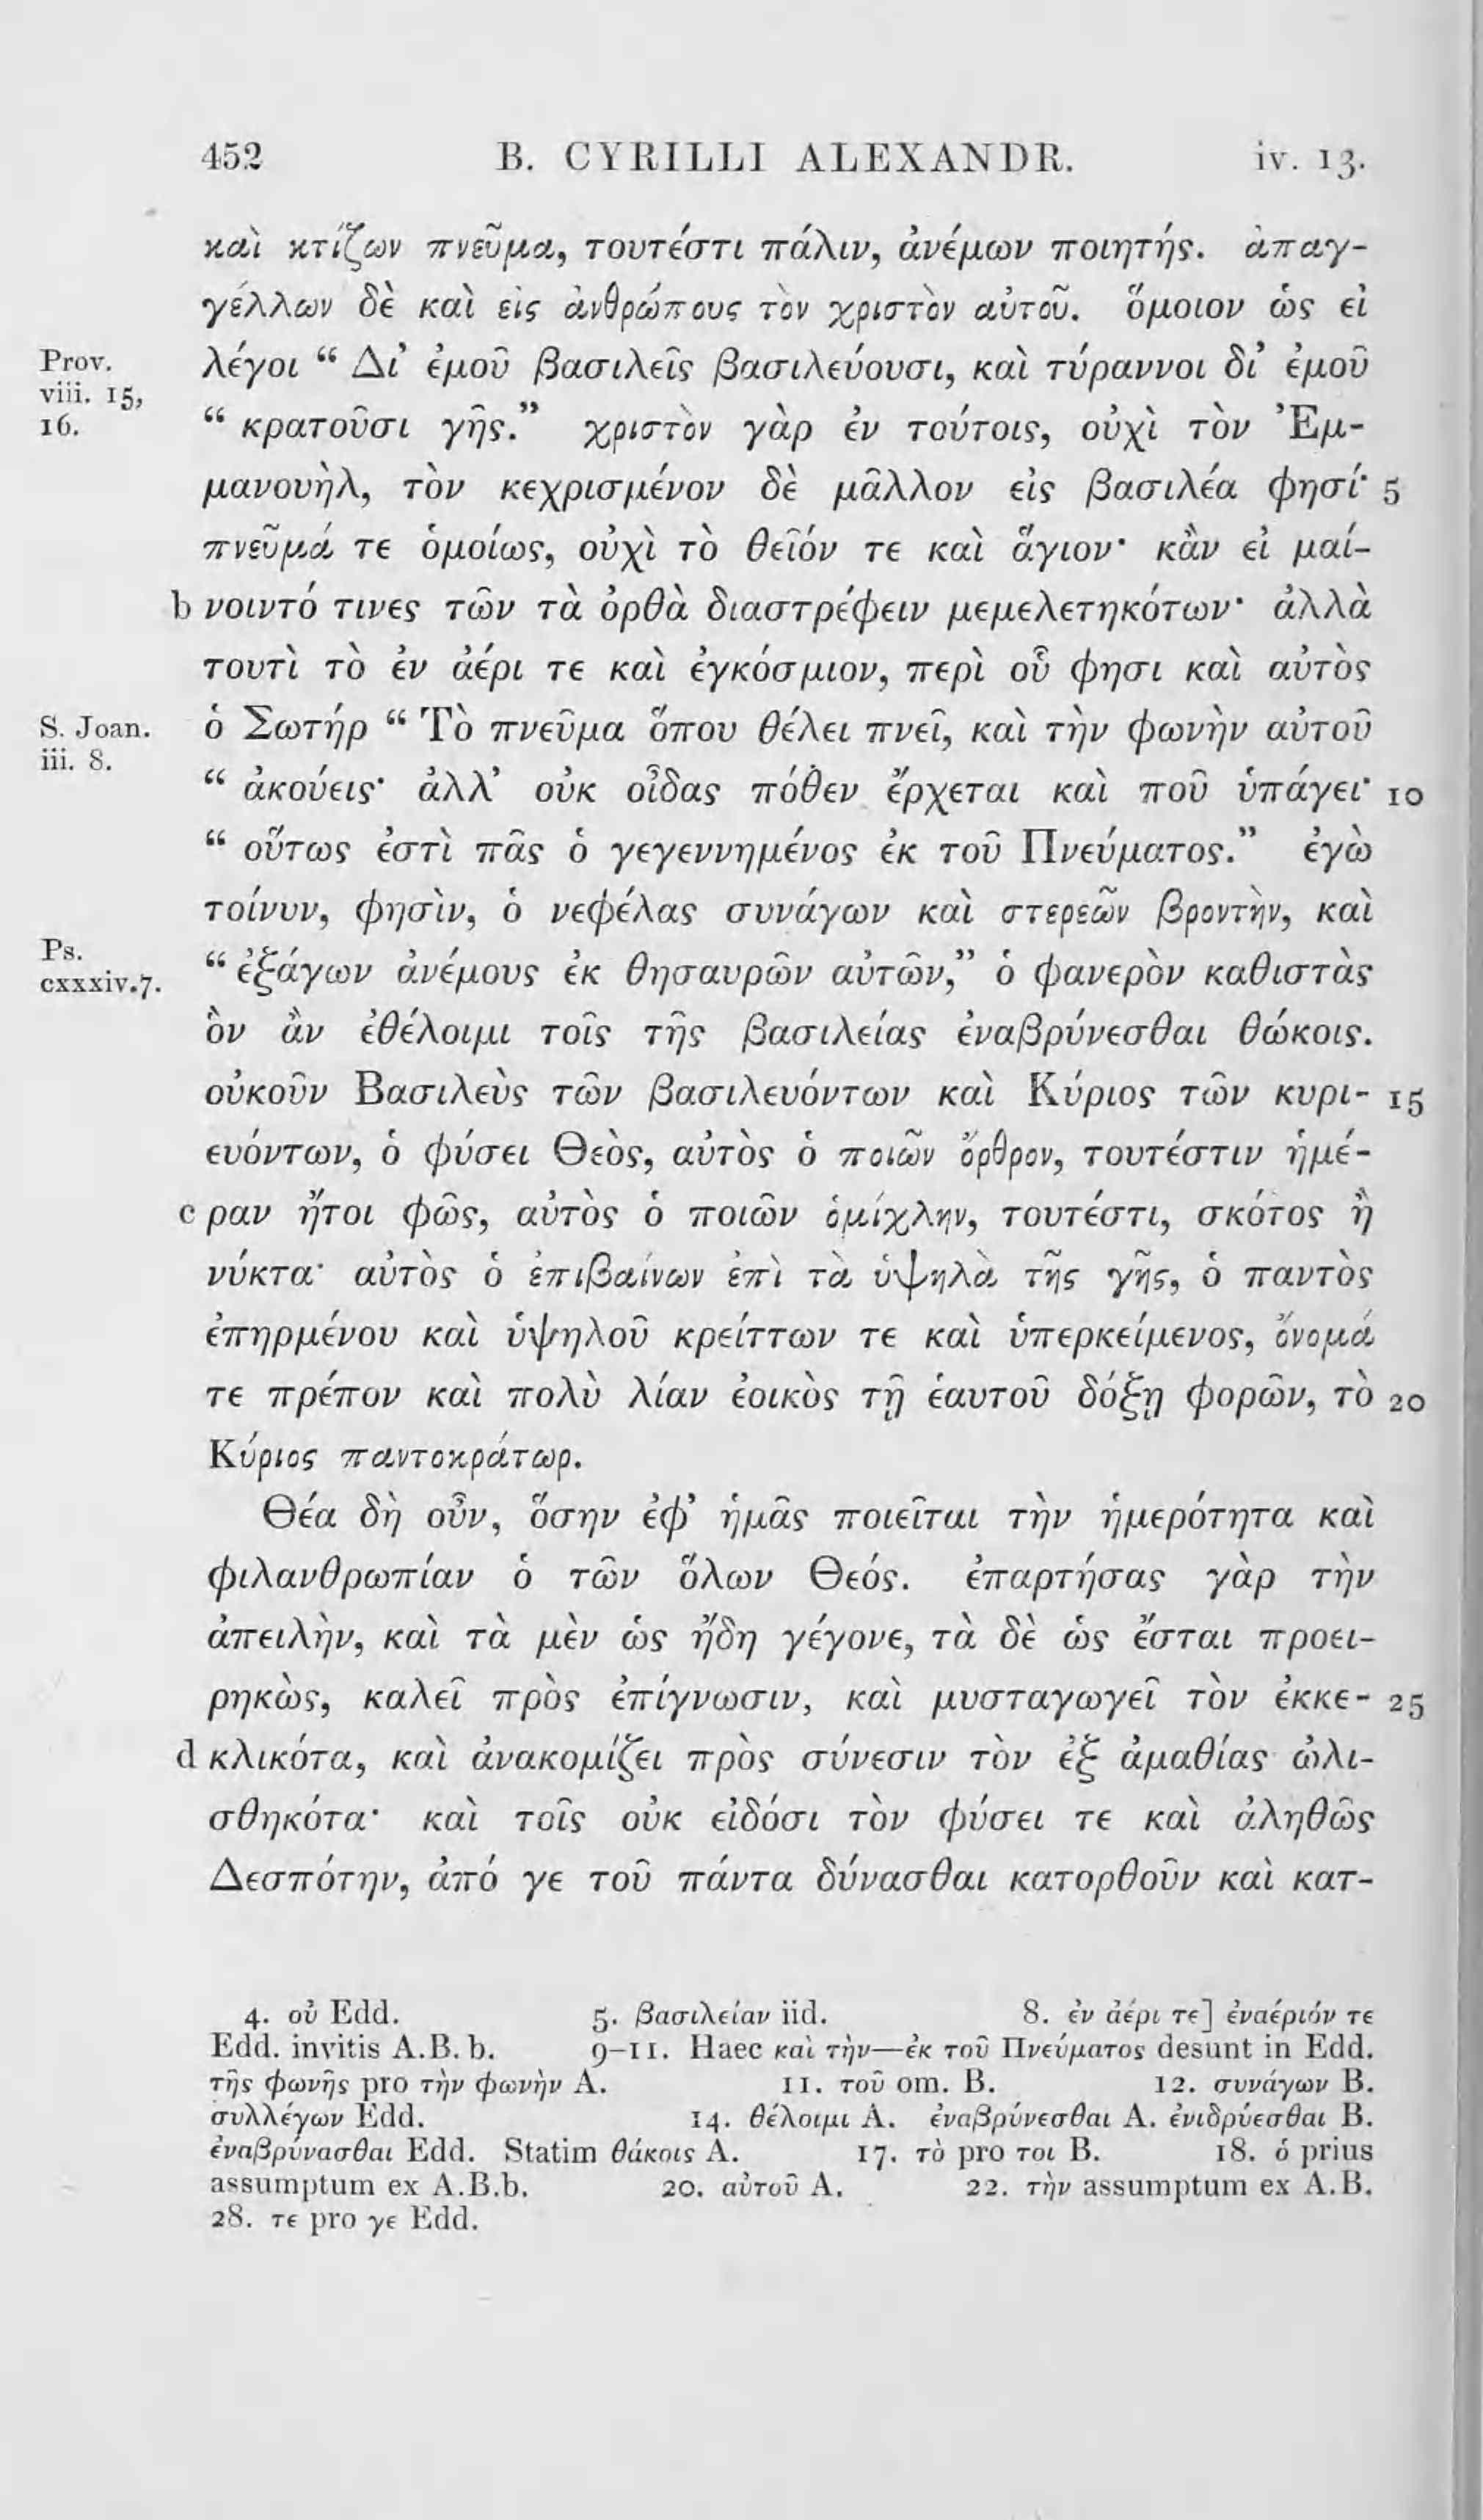 452 B. CYRILLI ALEXANDR. iv. 13.
καὶ κτίζων πνεῦμα, τουτέστι πάλιν, ἀνέμων ποιητής. ἀπαγ-
γέλλων δὲ καὶ εἰς ἀνθρώπους τὸν χριστὸν αὐτοῦ. ὅμοιον ὡς εἰ
Prov. λέγοι “ Δι’ ἐμοῦ βασιλεῖς βασιλεύουσι, καὶ τύραννοι δι’ ἐμοῦ
viii. 15,
16. “ κρατοῦσι γῆς.” χριστὸν γὰρ ἐν τούτοις, οὐχὶ τὸν Ἐμ-
μανουὴλ, τὸν κεχρισμένον δὲ μᾶλλον εἰς βασιλέα φησί· 5
πνεῦμά τε ὁμοίως, οὐχὶ τὸ θεῖόν τε καὶ ἅγιον· κἂν εἰ μαί-
b νοιντό τινες τῶν τὰ ὀρθὰ διαστρέφειν μεμελετηκότων· ἀλλὰ
τουτὶ τὸ ἐν ἀέρι τε καὶ ἐγκόσμιον, περὶ οὗ φησι καὶ αὐτὸς
S. Joan. ὁ Σωτήρ “ Τὸ πνεῦμα ὅπου θέλει πνεῖ, καὶ τὴν φωνὴν αὐτοῦ
iii. 8.
“ ἀκούεις· ἀλλ’ οὐκ οἶδας πόθεν ἔρχεται καὶ ποῦ ὑπάγει· 10
“ οὕτως ἐστὶ πᾶς ὁ γεγεννημένος ἐκ τοῦ Πνεύματος.” ἐγὼ
τοίνυν, φησὶν, ὁ νεφέλας συνάγων καὶ στερεῶν βροντὴν, καὶ
Ps.
cxxxiv.7. “ ἐξάγων ἀνέμους ἐκ θησαυρῶν αὐτῶν,” ὁ φανερὸν καθιστὰς
ὃν ἂν ἐθέλοιμι τοῖς τῆς βασιλείας ἐναβρύνεσθαι θώκοις.
οὐκοῦν Βασιλεὺς τῶν βασιλευόντων καὶ Κύριος τῶν κυρι- 15
ευόντων, ὁ φύσει Θεὸς, αὐτὸς ὁ ποιῶν ὄρθρον, τουτέστιν ἡμέ-
c ραν ἤτοι φῶς, αὐτὸς ὁ ποιῶν ὁμίχλην, τουτέστι, σκότος ἢ
νύκτα· αὐτὸς ὁ ἐπιβαίνων ἐπὶ τὰ ὑψηλὰ τῆς γῆς, ὁ παντὸς
ἐπηρμένου καὶ ὑψηλοῦ κρείττων τε καὶ ὑπερκείμενος, ὄνομά
τε πρέπον καὶ πολὺ λίαν ἐοικὸς τῇ ἑαυτοῦ δόξῃ φορῶν, τὸ 20
Κύριος παντοκράτωρ.
Θέα δὴ οὖν, ὅσην ἐφ’ ἡμᾶς ποιεῖται τὴν ἡμερότητα καὶ
φιλανθρωπίαν ὁ τῶν ὅλων Θεός. ἐπαρτήσας γὰρ τὴν
ἀπειλὴν, καὶ τὰ μὲν ὡς ἤδη γέγονε, τὰ δὲ ὡς ἔσται προει-
ρηκὼς, καλεῖ πρὸς ἐπίγνωσιν, καὶ μυσταγωγεῖ τὸν ἐκκε- 25
d κλικότα, καὶ ἀνακομίζει πρὸς σύνεσιν τὸν ἐξ ἀμαθίας ὠλι-
σθηκότα· καὶ τοῖς οὐκ εἰδόσι τὸν φύσει τε καὶ ἀληθῶς
Δεσπότην, ἀπό γε τοῦ πάντα δύνασθαι κατορθοῦν καὶ κατ-
4. οὐ Edd. 5. βασιλείαν iid. 8. ἐν ἀέρι τε] ἐναέριόν τε
Edd. invitis A.B.b. 9-11. Haec καὶ τὴν—ἐκ τοῦ Πνεύματος desunt in Edd.
τῆς φωνῆς pro τὴν φωνὴν A. 11. τοῦ om. B. 12. συνάγων B.
συλλέγων Edd. 14. θέλοιμι A. ἐναβρύνεσθαι A. ἐνιδρύεσθαι B.
ἐναβρύνασθαι Edd. Statim θάκοις A. 17. τὸ pro τοι B. 18. ὁ prius
assumptum ex A.B.b. 20. αὐτοῦ A. 22. τὴν assumptum ex A.B.
28. τε pro γε Edd.